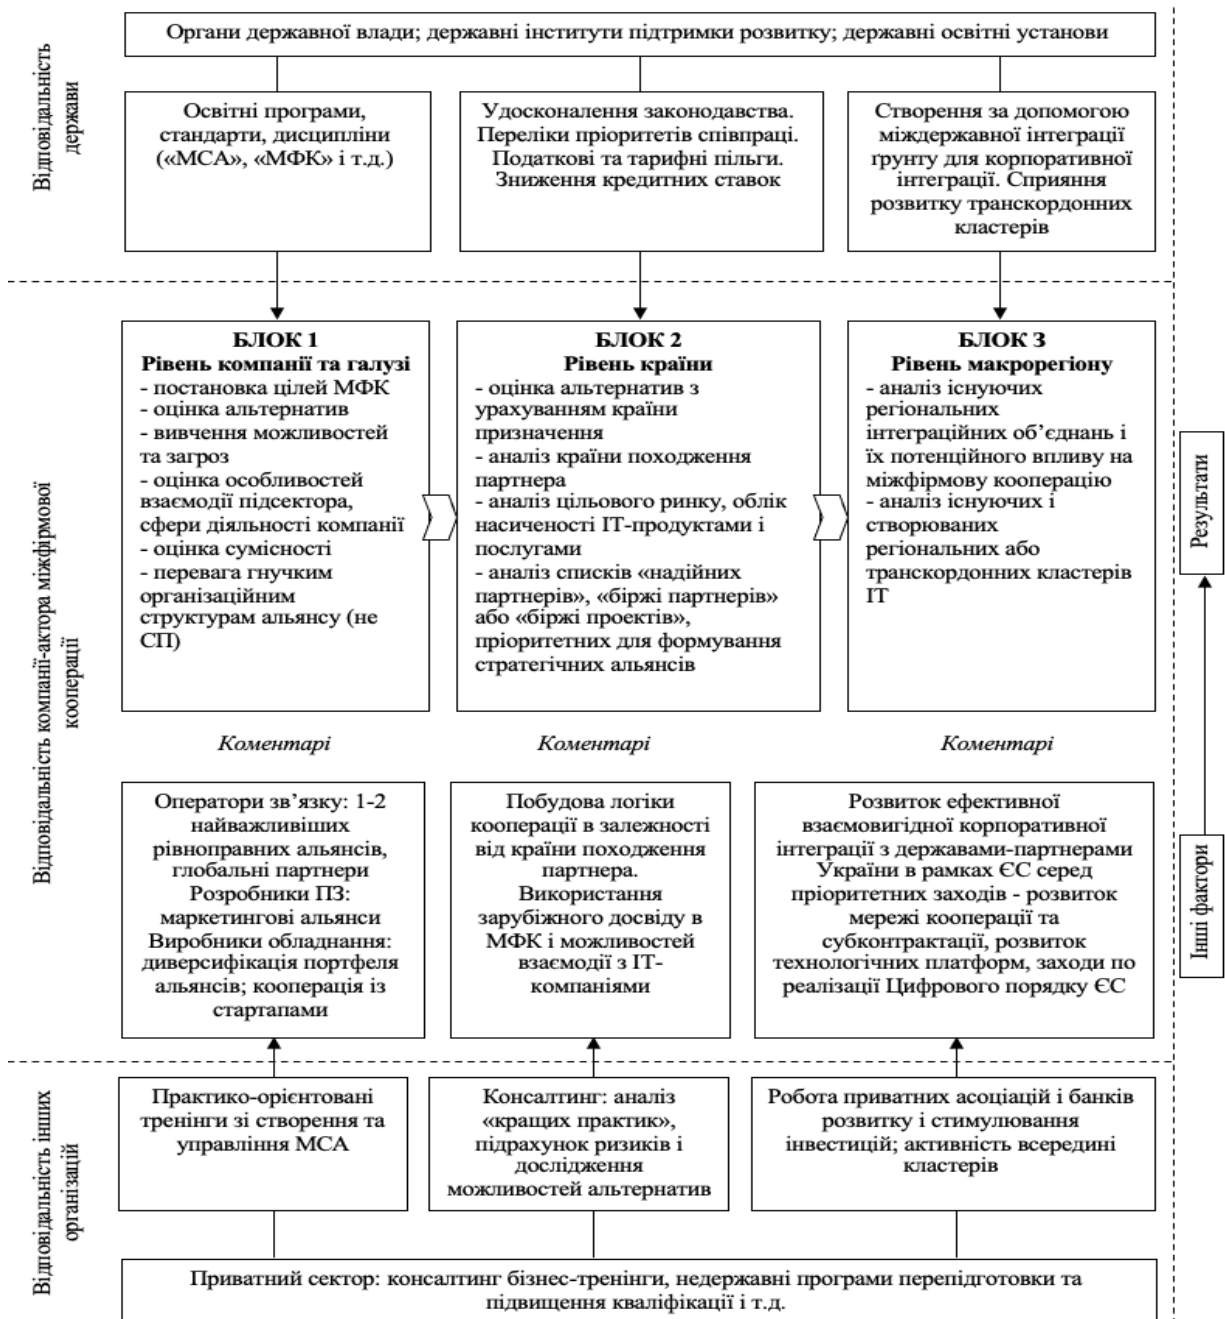 Органи державної влади; державні інститути підтримки розвитку; державні освітні установи
Відповідальність
держави
Освітні програми,
стандарти, дисципліни
(«МСА», «МФК» і т.д.)
Удосконалення законодавства.
Переліки пріоритетів співпраці.
Податкові та тарифні пільги.
Зниження кредитних ставок
Створення за допомогою
міждержавної інтеграції
ґрунту для корпоративної
інтеграції. Сприяння
розвитку транскордонних
кластерів
Відповідальність компанії-актора міжфірмової
кооперації
БЛОК 1
Рівень компанії та галузі
- постановка цілей МФК
- оцінка альтернатив
- вивчення можливостей
та загроз
- оцінка особливостей
взаємодії підсектора,
сфери діяльності компанії
- оцінка сумісності
- перевага гнучким
організаційним
структурам альянсу (не
СП)
БЛОК 2
Рівень країни
- оцінка альтернатив з
урахуванням країни
призначення
- аналіз країни походження
партнера
- аналіз цільового ринку, облік
насиченості ІТ-продуктами і
послугами
- аналіз списків «надійних
партнерів», «біржі партнерів»
або «біржі проектів»,
пріоритетних для формування
стратегічних альянсів
БЛОК 3
Рівень макрорегіону
- аналіз існуючих
регіональних
інтеграційних об’єднань і
їх потенційного впливу на
міжфірмову кооперацію
- аналіз існуючих і
створюваних
регіональних або
транскордонних кластерів
ІТ
Результати
Інші фактори
Коментарі
Коментарі
Коментарі
Оператори зв’язку: 1-2
найважливіших
рівноправних альянсів,
глобальні партнери
Розробники ПЗ:
маркетингові альянси
Виробники обладнання:
диверсифікація портфеля
альянсів; кооперація із
стартапами
Побудова логіки
кооперації в залежності
від країни походження
партнера.
Використання
зарубіжного досвіду в
МФК і можливостей
взаємодії з ІТ-
компаніями
Розвиток ефективної
взаємовигідної корпоративної
інтеграції з державами-партнерами
України в рамках ЄС серед
пріоритетних заходів - розвиток
мережі кооперації та
субконтрактації, розвиток
технологічних платформ, заходи по
реалізації Цифрового порядку ЄС
Відповідальність інших
організацій
Практико-орієнтовані
тренінги зі створення та
управління МСА
Консалтинг: аналіз
«кращих практик»,
підрахунок ризиків і
дослідження
можливостей альтернатив
Робота приватних асоціацій і банків
розвитку і стимулювання
інвестицій; активність всередині
кластерів
Приватний сектор: консалтинг бізнес-тренінги, недержавні програми перепідготовки та
підвищення кваліфікації і т.д.